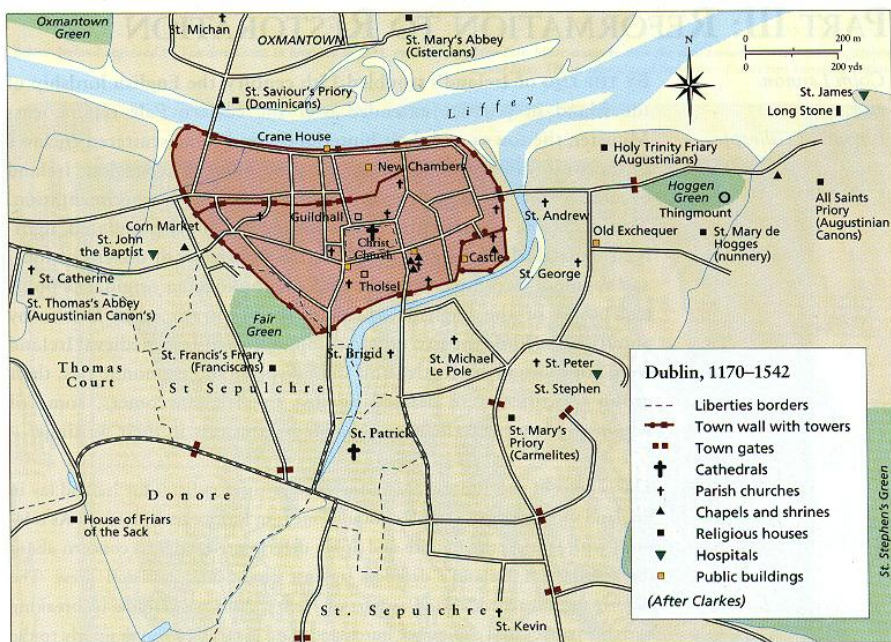 PART III: REFORMATION TO RESTORATION
Oxmantown
Green
St. Michan
OXMANTOWN
St. Mary's Abbey
(Cistercians)
N
0
200 m
0
200 yds
St. James
Long Stone
St. Saviour's Priory
(Dominicans)
Liffey
Crane House
New Chambers
Holy Trinity Friary
(Augustinians)
Hoggen
Green
Thingmount
All Saints
Priory
(Augustinian
Canons)
Guildhall
St. Andrew
Corn Market
St. John
the Baptist
Christ
Church
Castle
Old Exchequer
St. Mary de
Hogges
(nunnery)
St. Catherine
St. Thomas's Abbey
(Augustinian Canon's)
Tholsel
St. George
Fair
Green
St. Francis's Friary
(Franciscans)
St. Brigid
St. Michael
Le Pole
St. Peter
St. Stephen
Thomas
Court
St Sepulchre
St. Patrick
St. Mary's
Priory
(Carmelites)
Donore
House of Friars
of the Sack
St. Sepulchre
St. Kevin
St. Stephen's Green
Dublin, 1170–1542
Liberties borders
Town wall with towers
Town gates
Cathedrals
Parish churches
Chapels and shrines
Religious houses
Hospitals
Public buildings
(After Clarkes)